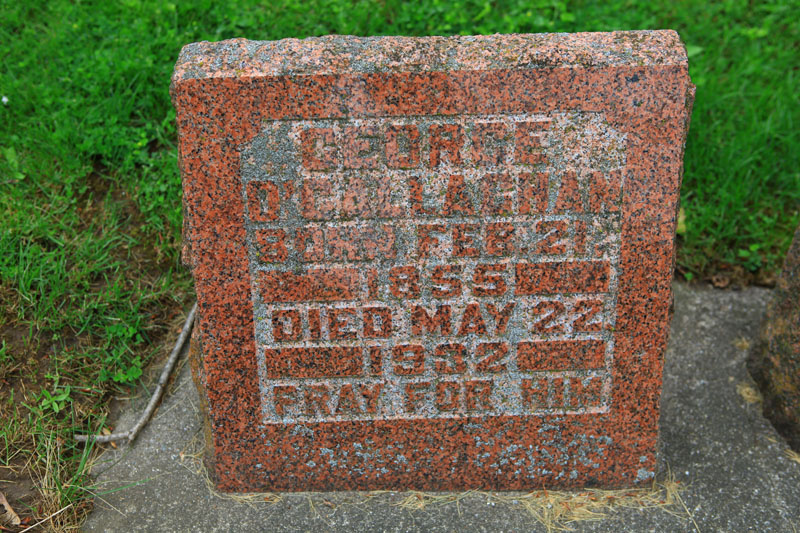 GEORGE
O'CALLAGHAN
BORN FEB 21
1855
DIED MAY 22
1932
PRAY FOR HIM